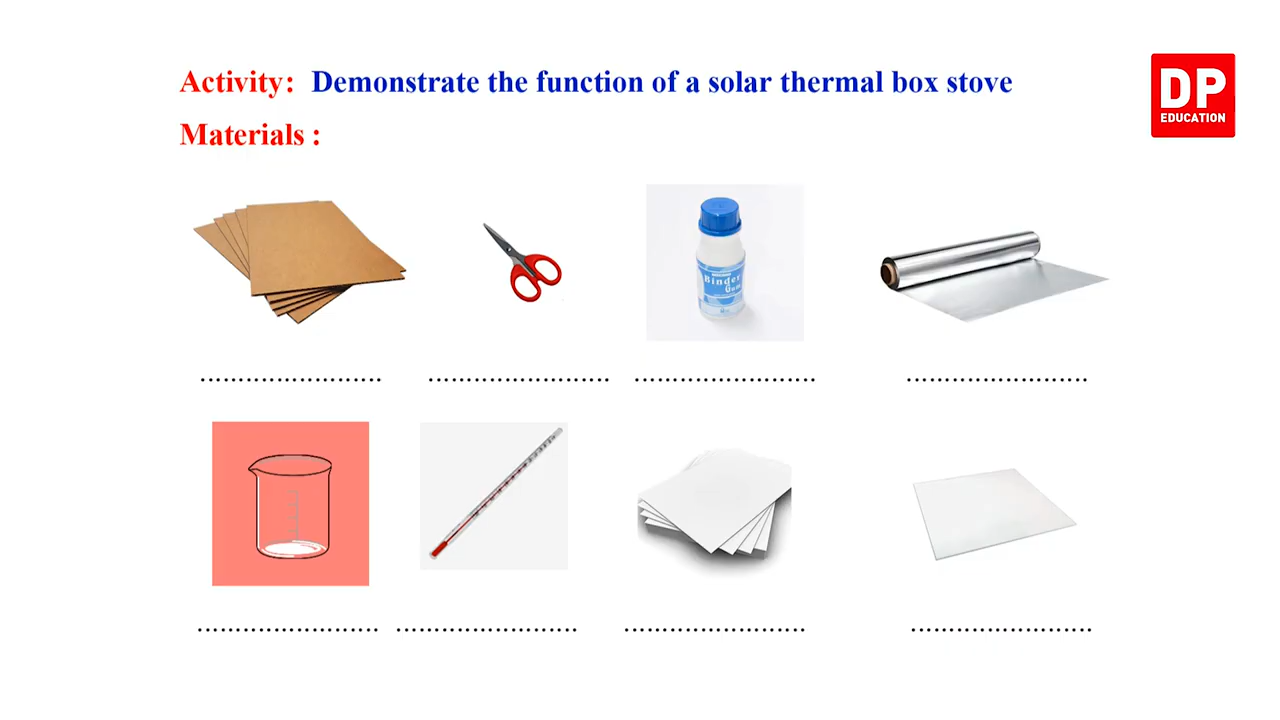 Activity: Demonstrate the function of a solar thermal box stove
DP
EDUCATION
Materials :
Binder
Gum
........................
........................
........................
........................
........................
........................
........................
........................